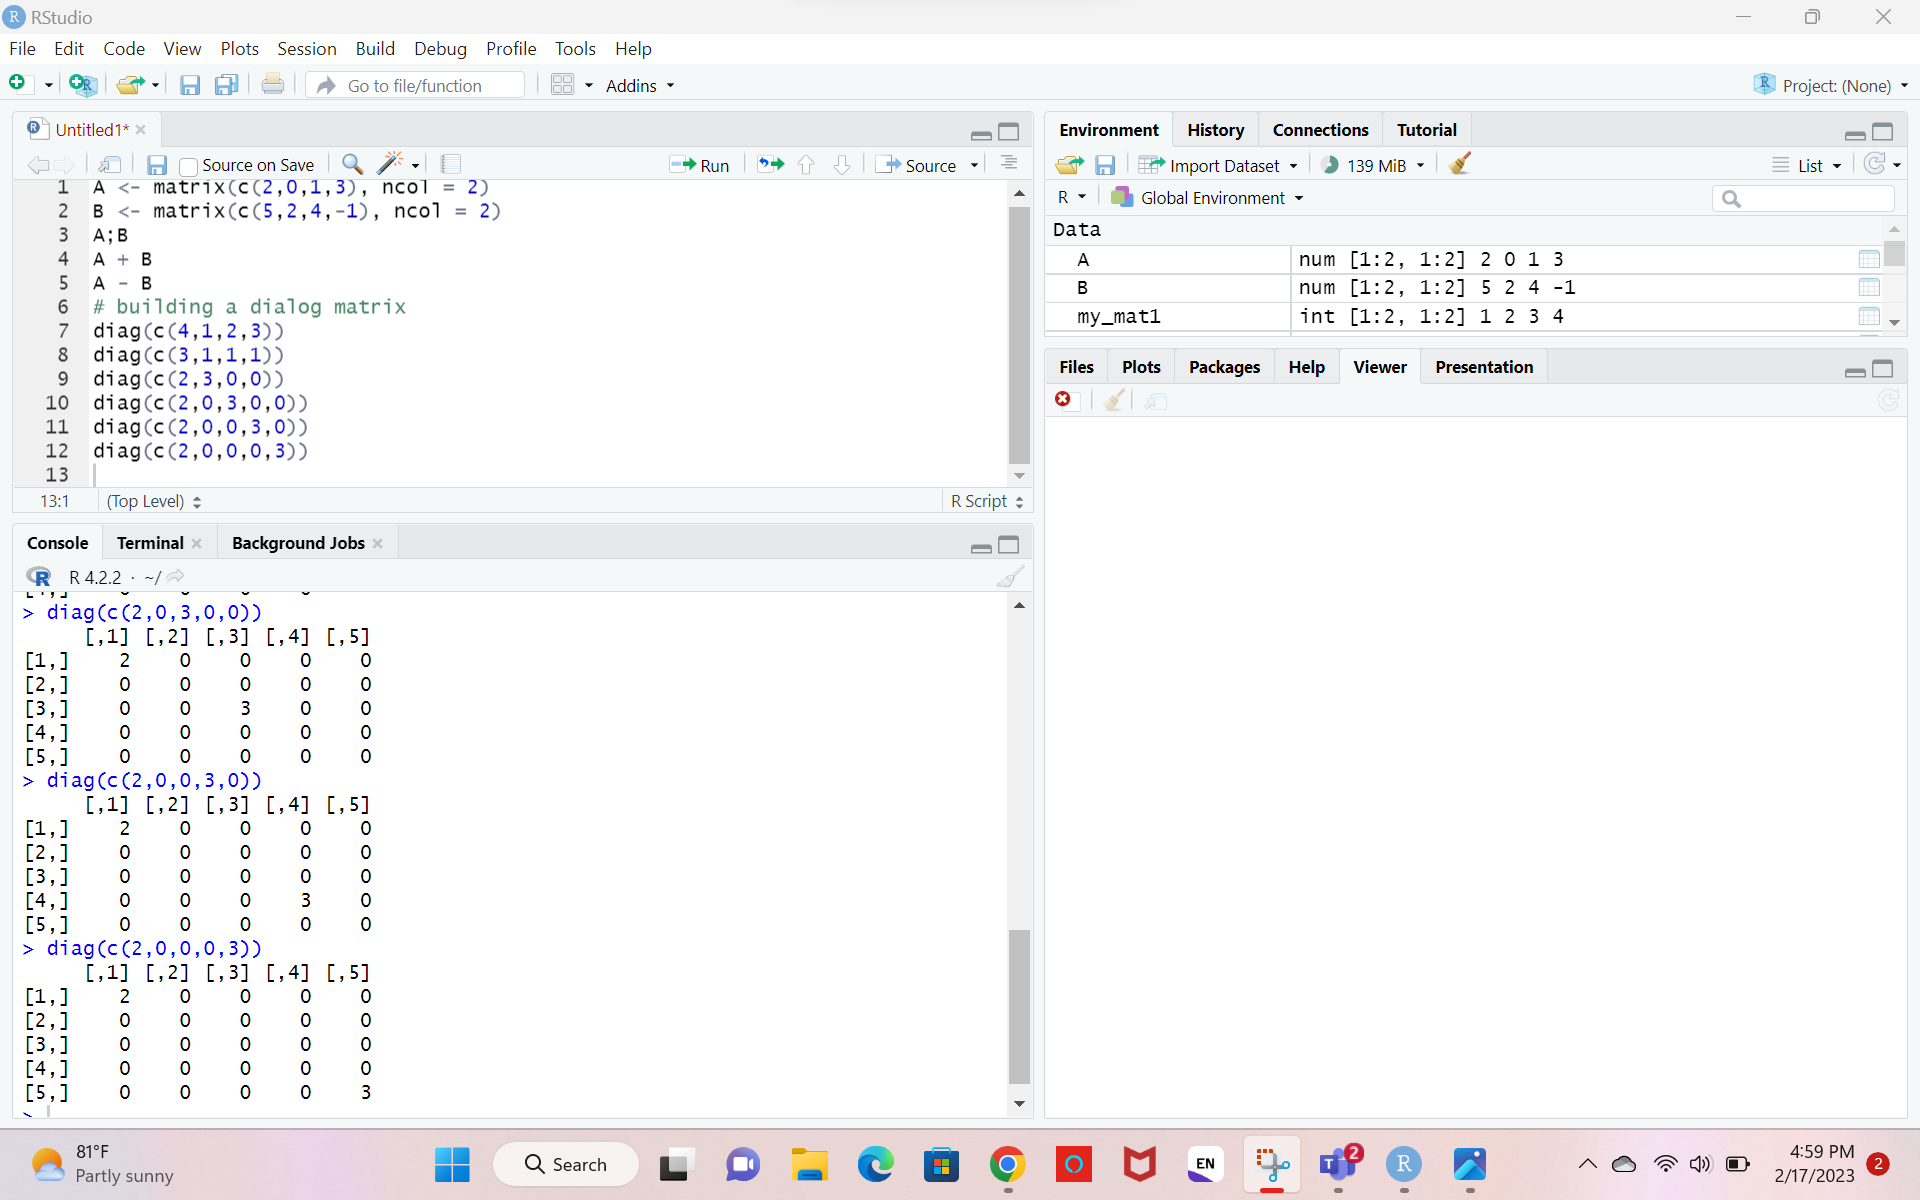 RStudio
File Edit Code View Plots Session Build Debug Profile Tools Help
Go to file/function Addins Project: (None)
Untitled1*
Source on Save Run Source
1 A <- matrix(c(2,0,1,3), ncol = 2)
2 B <- matrix(c(5,2,4,-1), ncol = 2)
3 A;B
4 A + B
5 A - B
6 # building a dialog matrix
7 diag(c(4,1,2,3))
8 diag(c(3,1,1,1))
9 diag(c(2,3,0,0))
10 diag(c(2,0,3,0,0))
11 diag(c(2,0,0,3,0))
12 diag(c(2,0,0,0,3))
13
13:1 (Top Level) R Script
Console Terminal Background Jobs
R 4.2.2 · ~/
> diag(c(2,0,3,0,0))
[,1] [,2] [,3] [,4] [,5]
[1,] 2 0 0 0 0
[2,] 0 0 0 0 0
[3,] 0 0 3 0 0
[4,] 0 0 0 0 0
[5,] 0 0 0 0 0
> diag(c(2,0,0,3,0))
[,1] [,2] [,3] [,4] [,5]
[1,] 2 0 0 0 0
[2,] 0 0 0 0 0
[3,] 0 0 0 0 0
[4,] 0 0 0 3 0
[5,] 0 0 0 0 0
> diag(c(2,0,0,0,3))
[,1] [,2] [,3] [,4] [,5]
[1,] 2 0 0 0 0
[2,] 0 0 0 0 0
[3,] 0 0 0 0 0
[4,] 0 0 0 0 0
[5,] 0 0 0 0 3
>
Environment History Connections Tutorial
Import Dataset 139 MiB List
R Global Environment
Data
A num [1:2, 1:2] 2 0 1 3
B num [1:2, 1:2] 5 2 4 -1
my_mat1 int [1:2, 1:2] 1 2 3 4
Files Plots Packages Help Viewer Presentation
81°F
Partly sunny
Search
EN
2
R
4:59 PM
2/17/2023
2